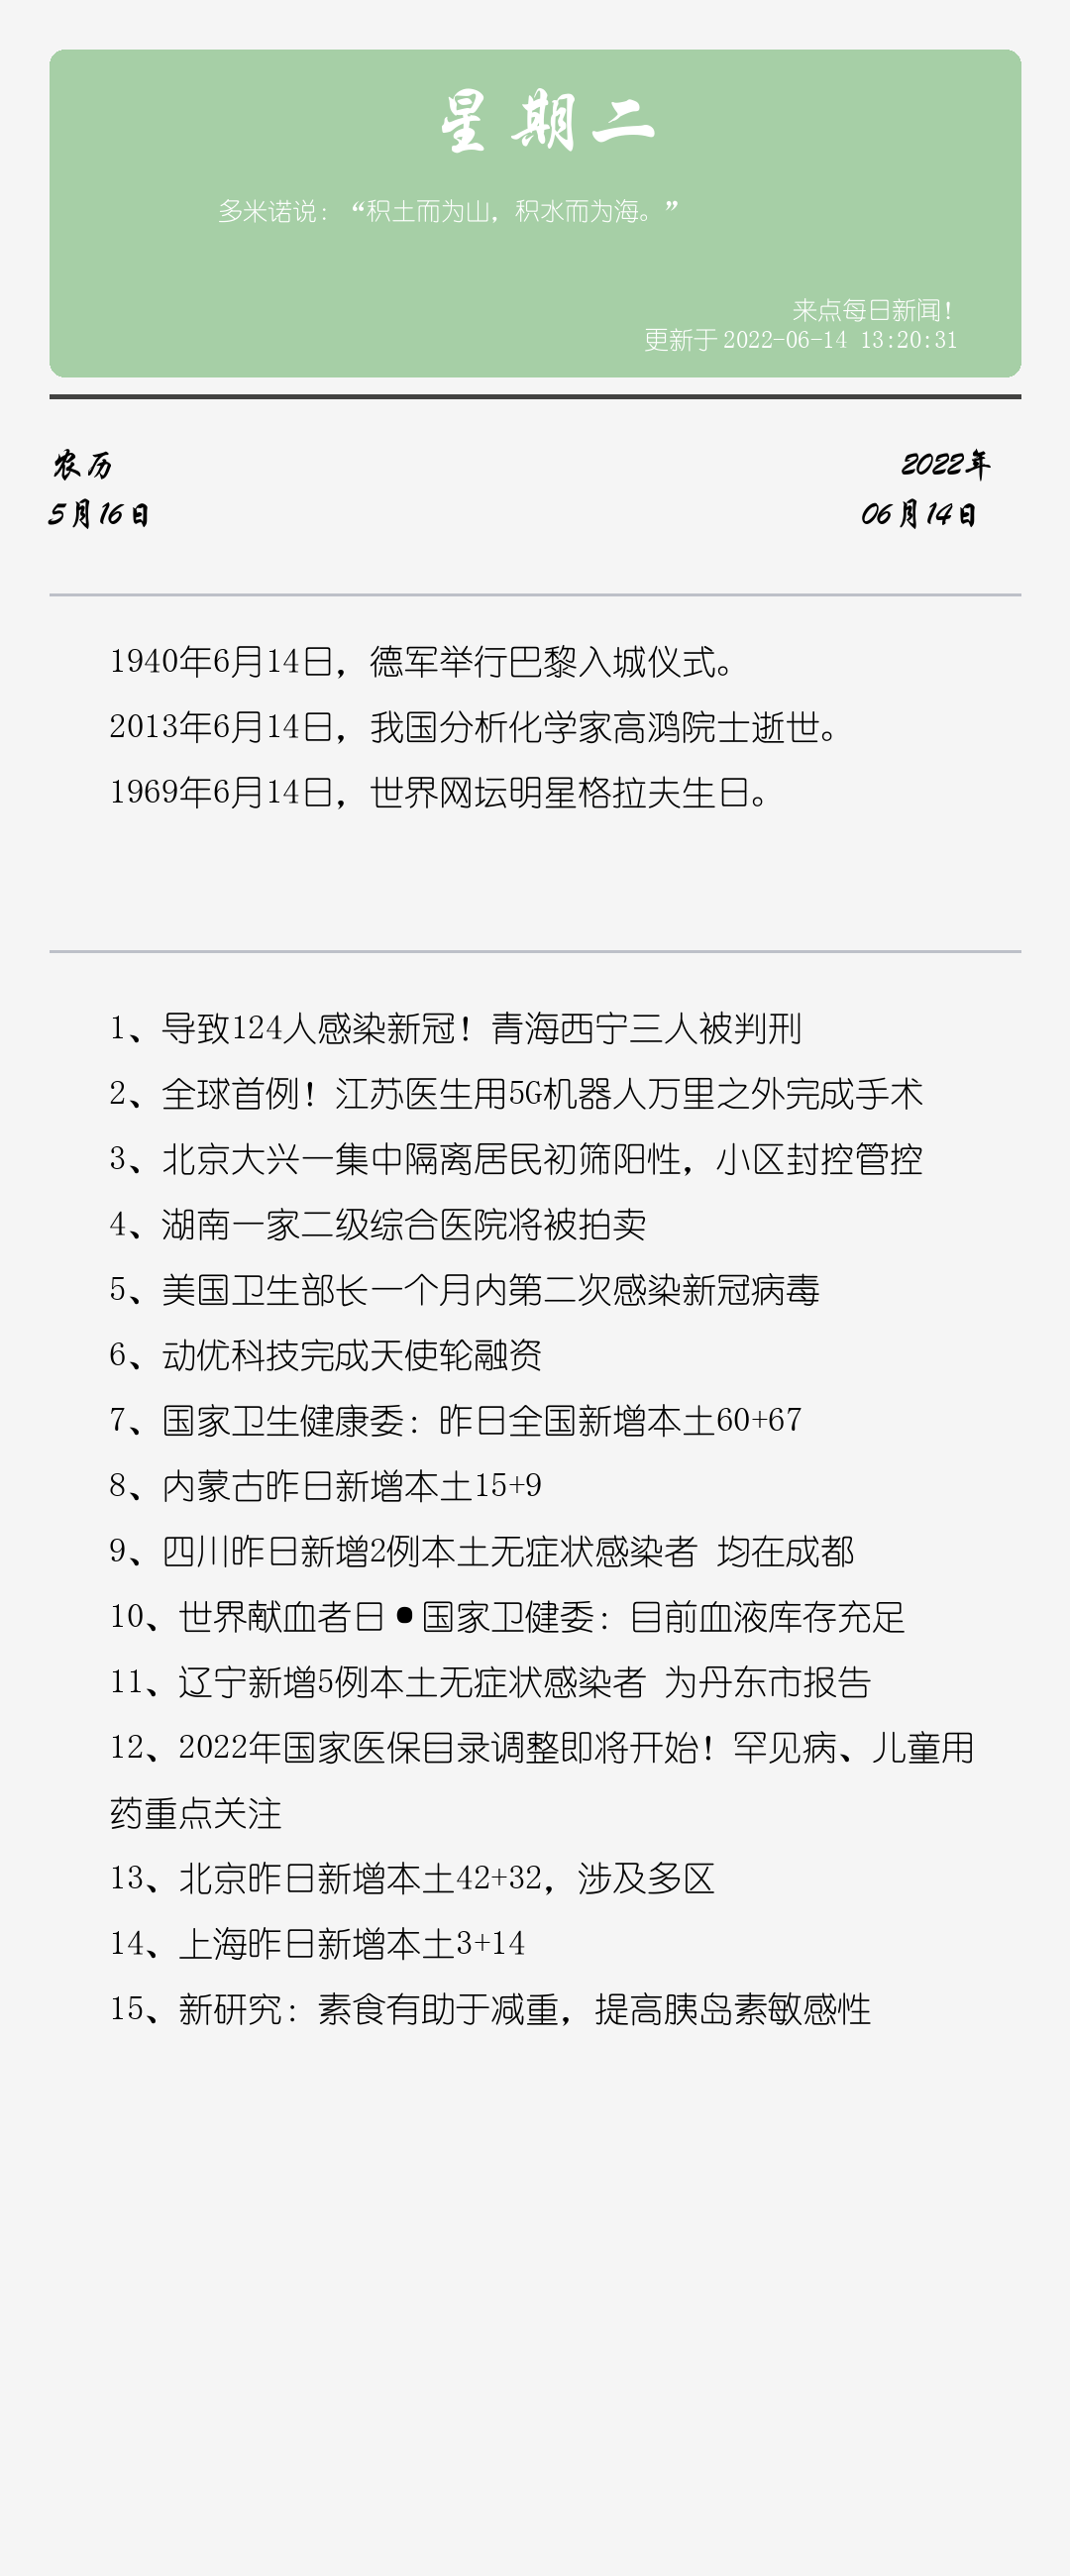 星期二
多米诺说：“积土而为山，积水而为海。”
来点每日新闻！
更新于 2022-06-14 13:20:31
农历
5月16日
2022年
06月14日
1940年6月14日，德军举行巴黎入城仪式。
2013年6月14日，我国分析化学家高鸿院士逝世。
1969年6月14日，世界网坛明星格拉夫生日。
1、导致124人感染新冠！青海西宁三人被判刑
2、全球首例！江苏医生用5G机器人万里之外完成手术
3、北京大兴一集中隔离居民初筛阳性，小区封控管控
4、湖南一家二级综合医院将被拍卖
5、美国卫生部长一个月内第二次感染新冠病毒
6、动优科技完成天使轮融资
7、国家卫生健康委：昨日全国新增本土60+67
8、内蒙古昨日新增本土15+9
9、四川昨日新增2例本土无症状感染者 均在成都
10、世界献血者日●国家卫健委：目前血液库存充足
11、辽宁新增5例本土无症状感染者 为丹东市报告
12、2022年国家医保目录调整即将开始！罕见病、儿童用
药重点关注
13、北京昨日新增本土42+32，涉及多区
14、上海昨日新增本土3+14
15、新研究：素食有助于减重，提高胰岛素敏感性